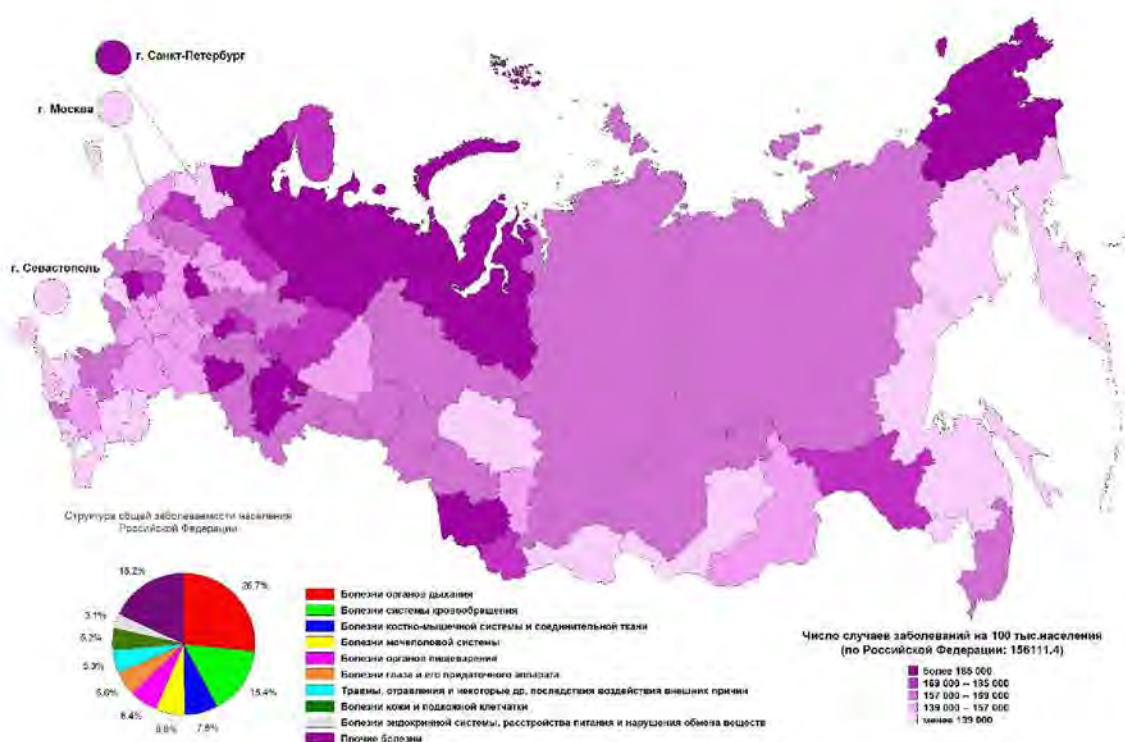 г. Санкт-Петербург
г. Москва
г. Севастополь
Структура общей заболеваемости населения
Российской Федерации
26,7%
3,1%
5,2%
5,3%
6,4%
Болезни органов дыхания
Болезни системы кровообращения
Болезни костно-мышечной системы и соединительной ткани
Болезни мочеполовой системы
Болезни органов пищеварения
Болезни глаза и его придаточного аппарата
Травмы, отравления и некоторые др. последствия воздействия внешних причин
Болезни кожи и подкожной клетчатки
Болезни эндокринной системы, расстройства питания и нарушения обмена веществ
Прочие болезни
Число случаев заболеваний на 100 тыс.населения
(по Российской Федерации: 156111.4)
более 185 000
169 000 – 185 000
157 000 – 169 000
139 000 – 157 000
менее 139 000